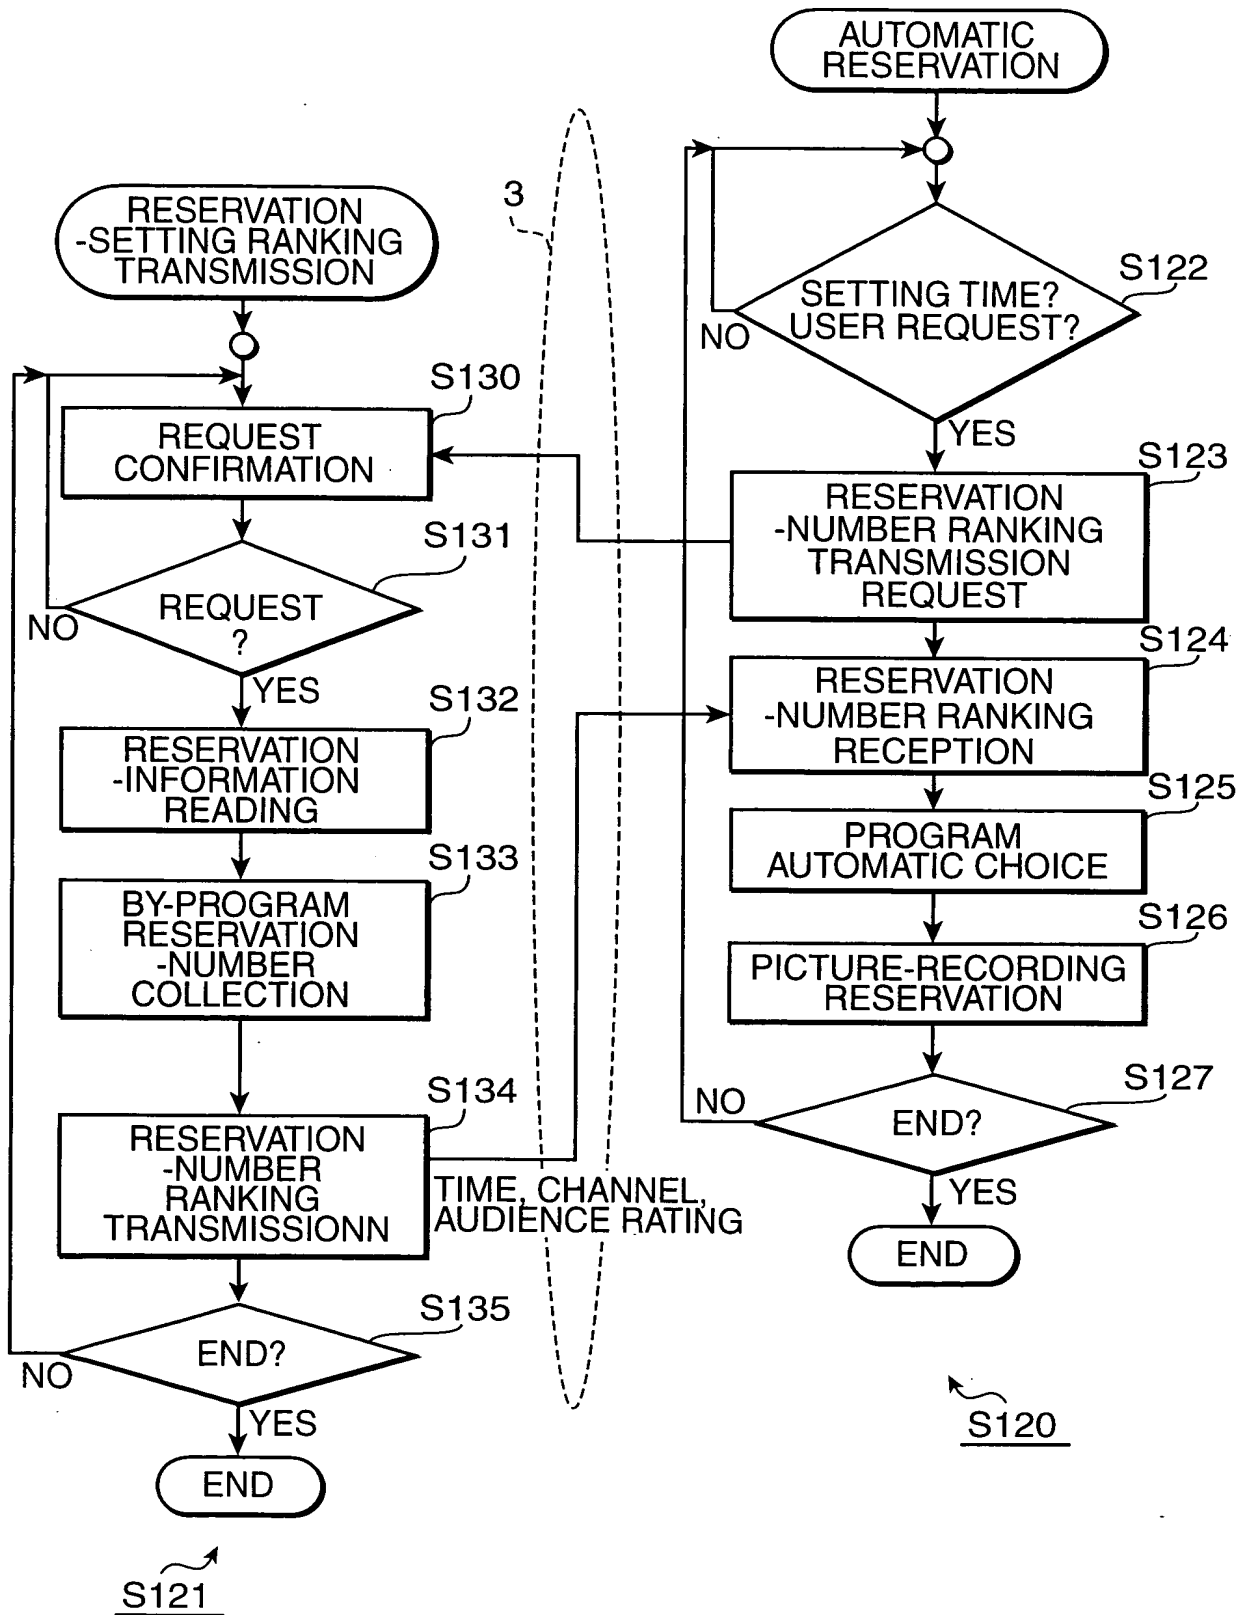 AUTOMATIC
RESERVATION
3
RESERVATION
-SETTING RANKING
TRANSMISSION
S122
SETTING TIME?
USER REQUEST?
NO
YES
S130
REQUEST
CONFIRMATION
S123
RESERVATION
-NUMBER RANKING
TRANSMISSION
REQUEST
S131
REQUEST
?
NO
YES
S124
RESERVATION
-NUMBER RANKING
RECEPTION
S132
RESERVATION
-INFORMATION
READING
S125
PROGRAM
AUTOMATIC CHOICE
S133
BY-PROGRAM
RESERVATION
-NUMBER
COLLECTION
S126
PICTURE-RECORDING
RESERVATION
S127
END?
NO
YES
END
S134
RESERVATION
-NUMBER
RANKING
TRANSMISSIONN
TIME, CHANNEL,
AUDIENCE RATING
S135
END?
NO
YES
END
S120
S121